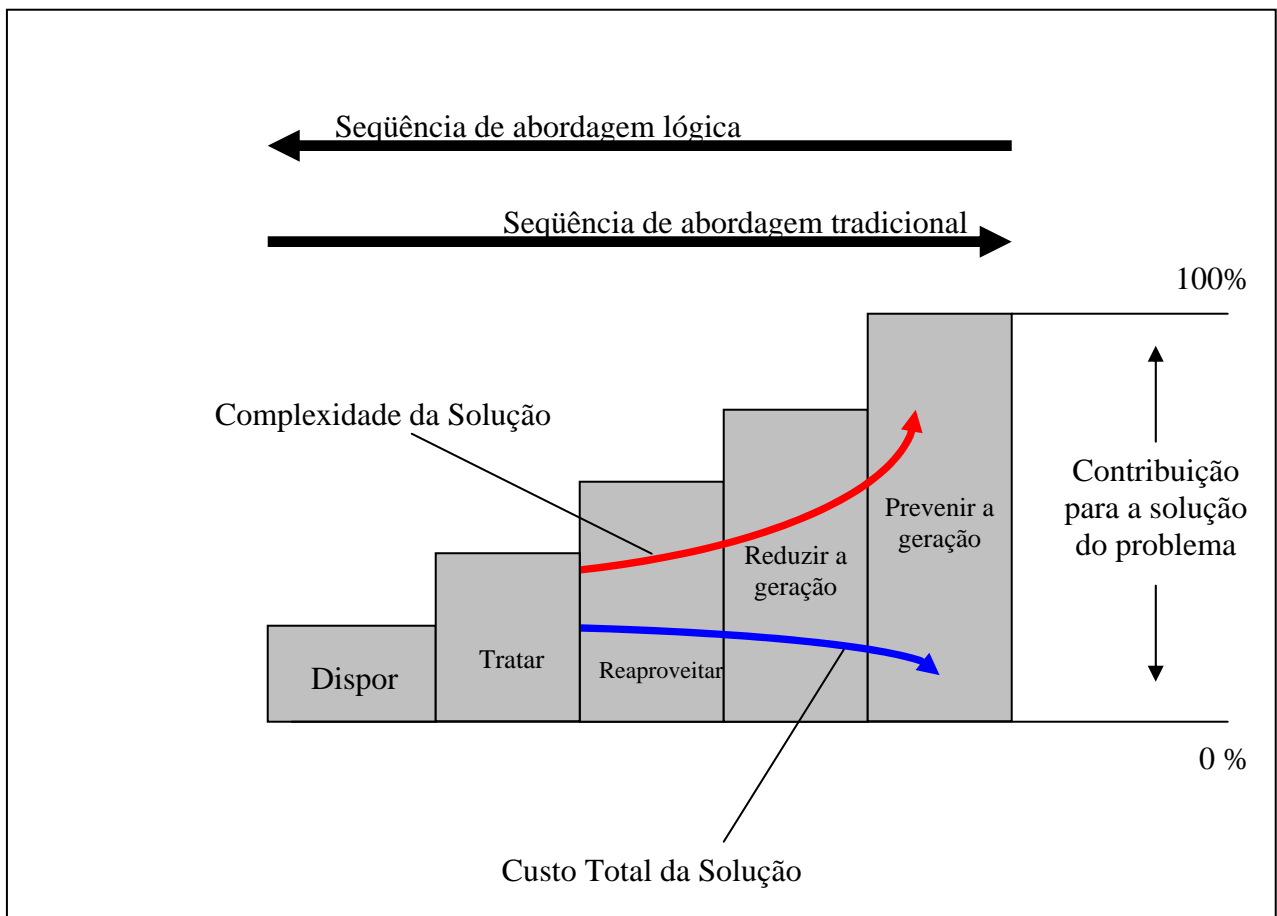 Seqüência de abordagem lógica
Seqüência de abordagem tradicional
100%
Complexidade da Solução
Contribuição
para a solução
do problema
Prevenir a
geração
Reduzir a
geração
Tratar
Reaproveitar
Dispor
0 %
Custo Total da Solução